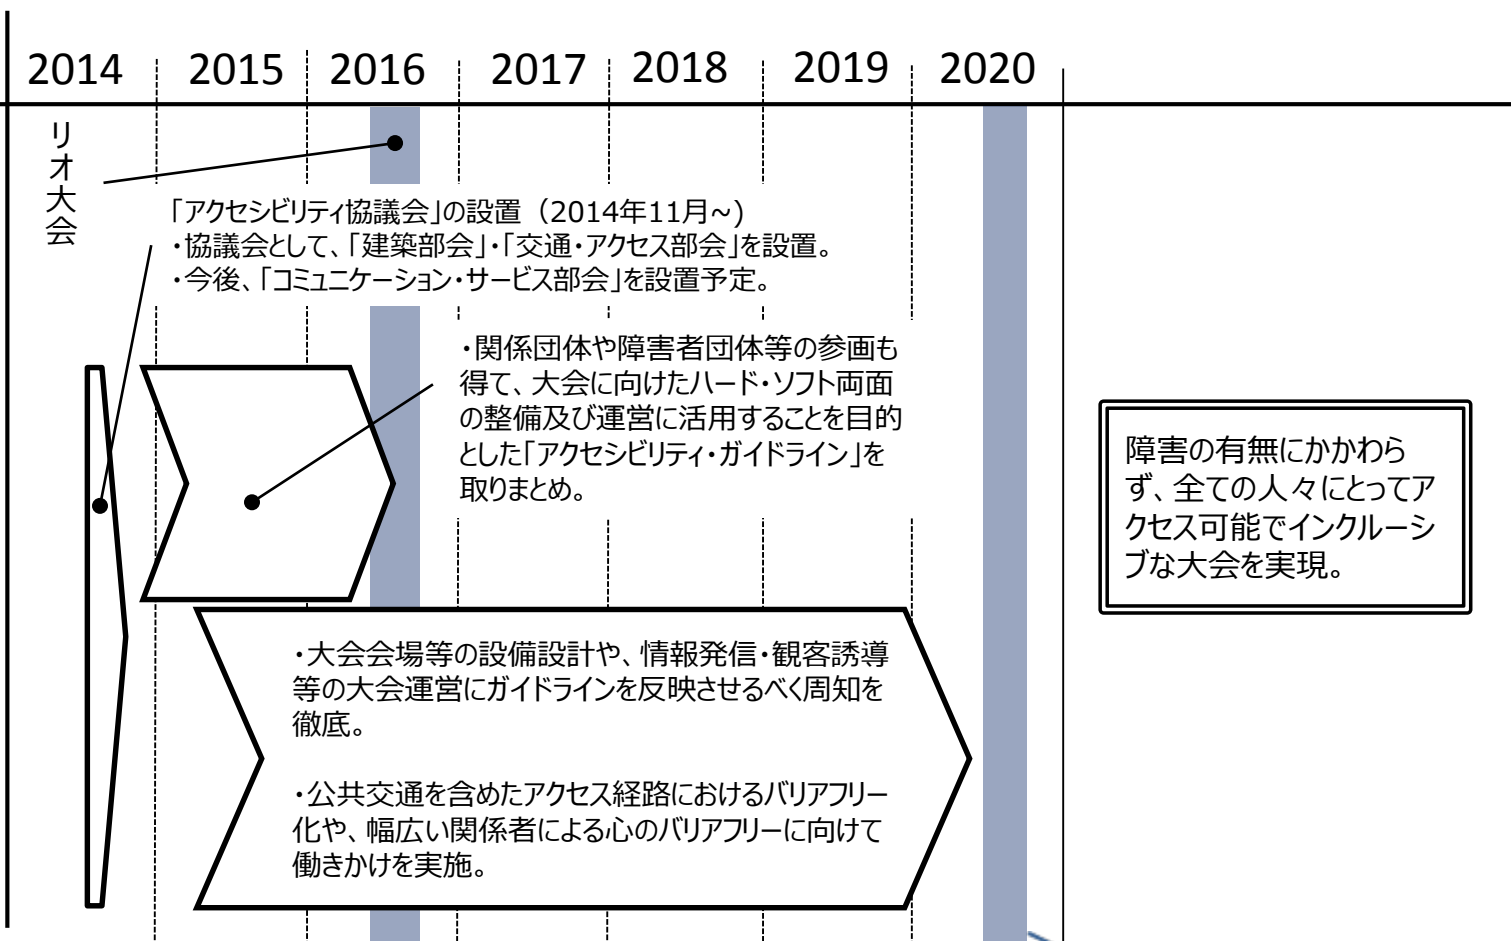 2014 2015 2016 2017 2018 2019 2020
リオ大会
「アクセシビリティ協議会」の設置（2014年11月~)
・協議会として、「建築部会」・「交通・アクセス部会」を設置。
・今後、「コミュニケーション・サービス部会」を設置予定。
・関係団体や障害者団体等の参画も
得て、大会に向けたハード・ソフト両面
の整備及び運営に活用することを目的
とした「アクセシビリティ・ガイドライン」を
取りまとめ。
障害の有無にかかわら
ず、全ての人々にとってア
クセス可能でインクルーシ
ブな大会を実現。
・大会会場等の設備設計や、情報発信・観客誘導
等の大会運営にガイドラインを反映させるべく周知を
徹底。
・公共交通を含めたアクセス経路におけるバリアフリー
化や、幅広い関係者による心のバリアフリーに向けて
働きかけを実施。